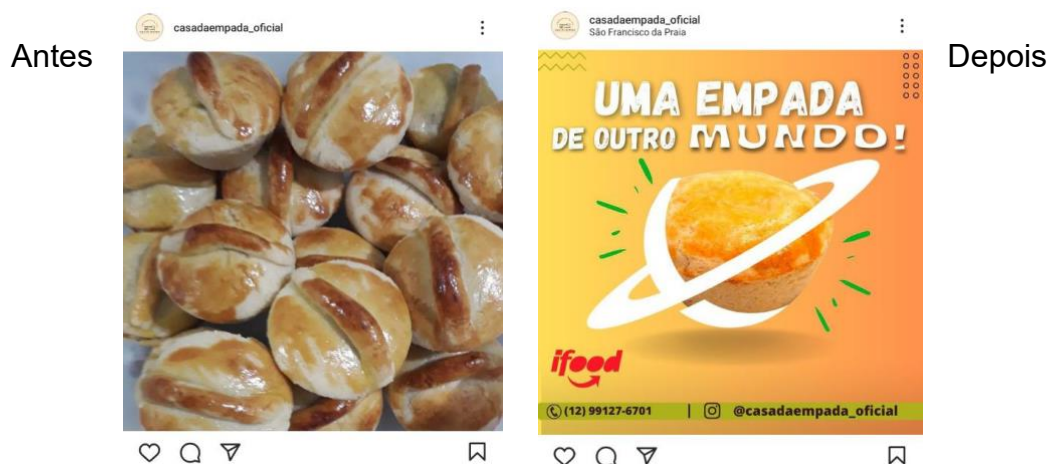 Antes
casadaempada_oficial
casadaempada_oficial
São Francisco da Praia
UMA EMPADA
DE OUTRO MUNDO!
ifood
(12) 99127-6701 | @casadaempada_oficial
Depois